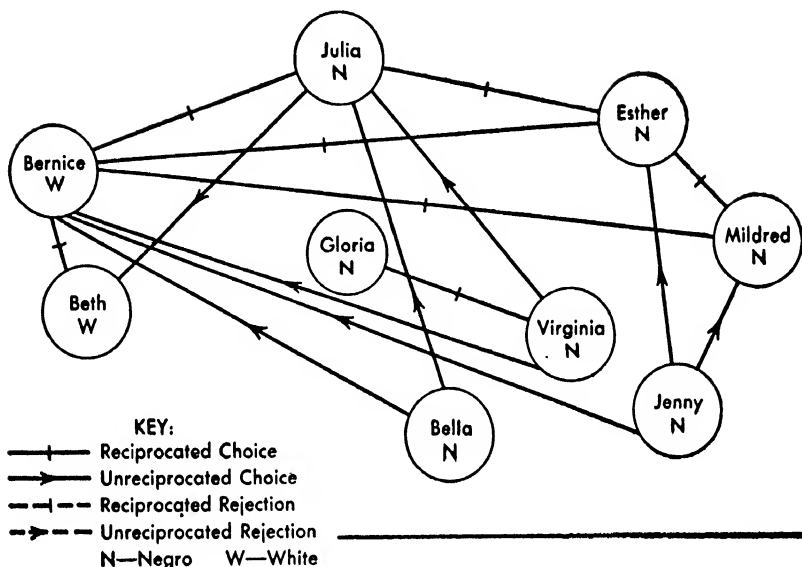 Julia
N
Esther
N
Bernice
W
Mildred
N
Gloria
N
Beth
W
Virginia
N
Jenny
N
Bella
N
KEY:
Reciprocated Choice
Unreciprocated Choice
Reciprocated Rejection
Unreciprocated Rejection
N—Negro W—White